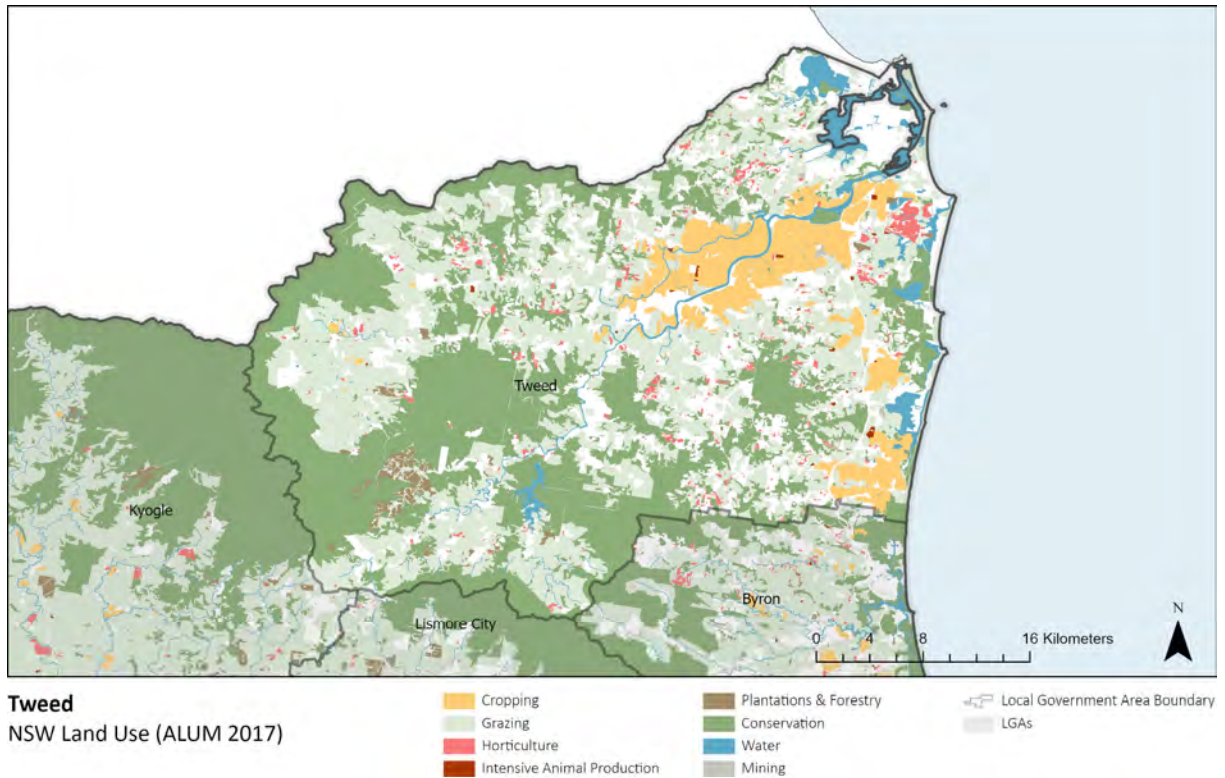 Tweed
Kyogle
Byron
Lismore City
N
0 4 8 16 Kilometers
Tweed
NSW Land Use (ALUM 2017)
Cropping
Grazing
Horticulture
Intensive Animal Production
Plantations & Forestry
Conservation
Water
Mining
Local Government Area Boundary
LGAs